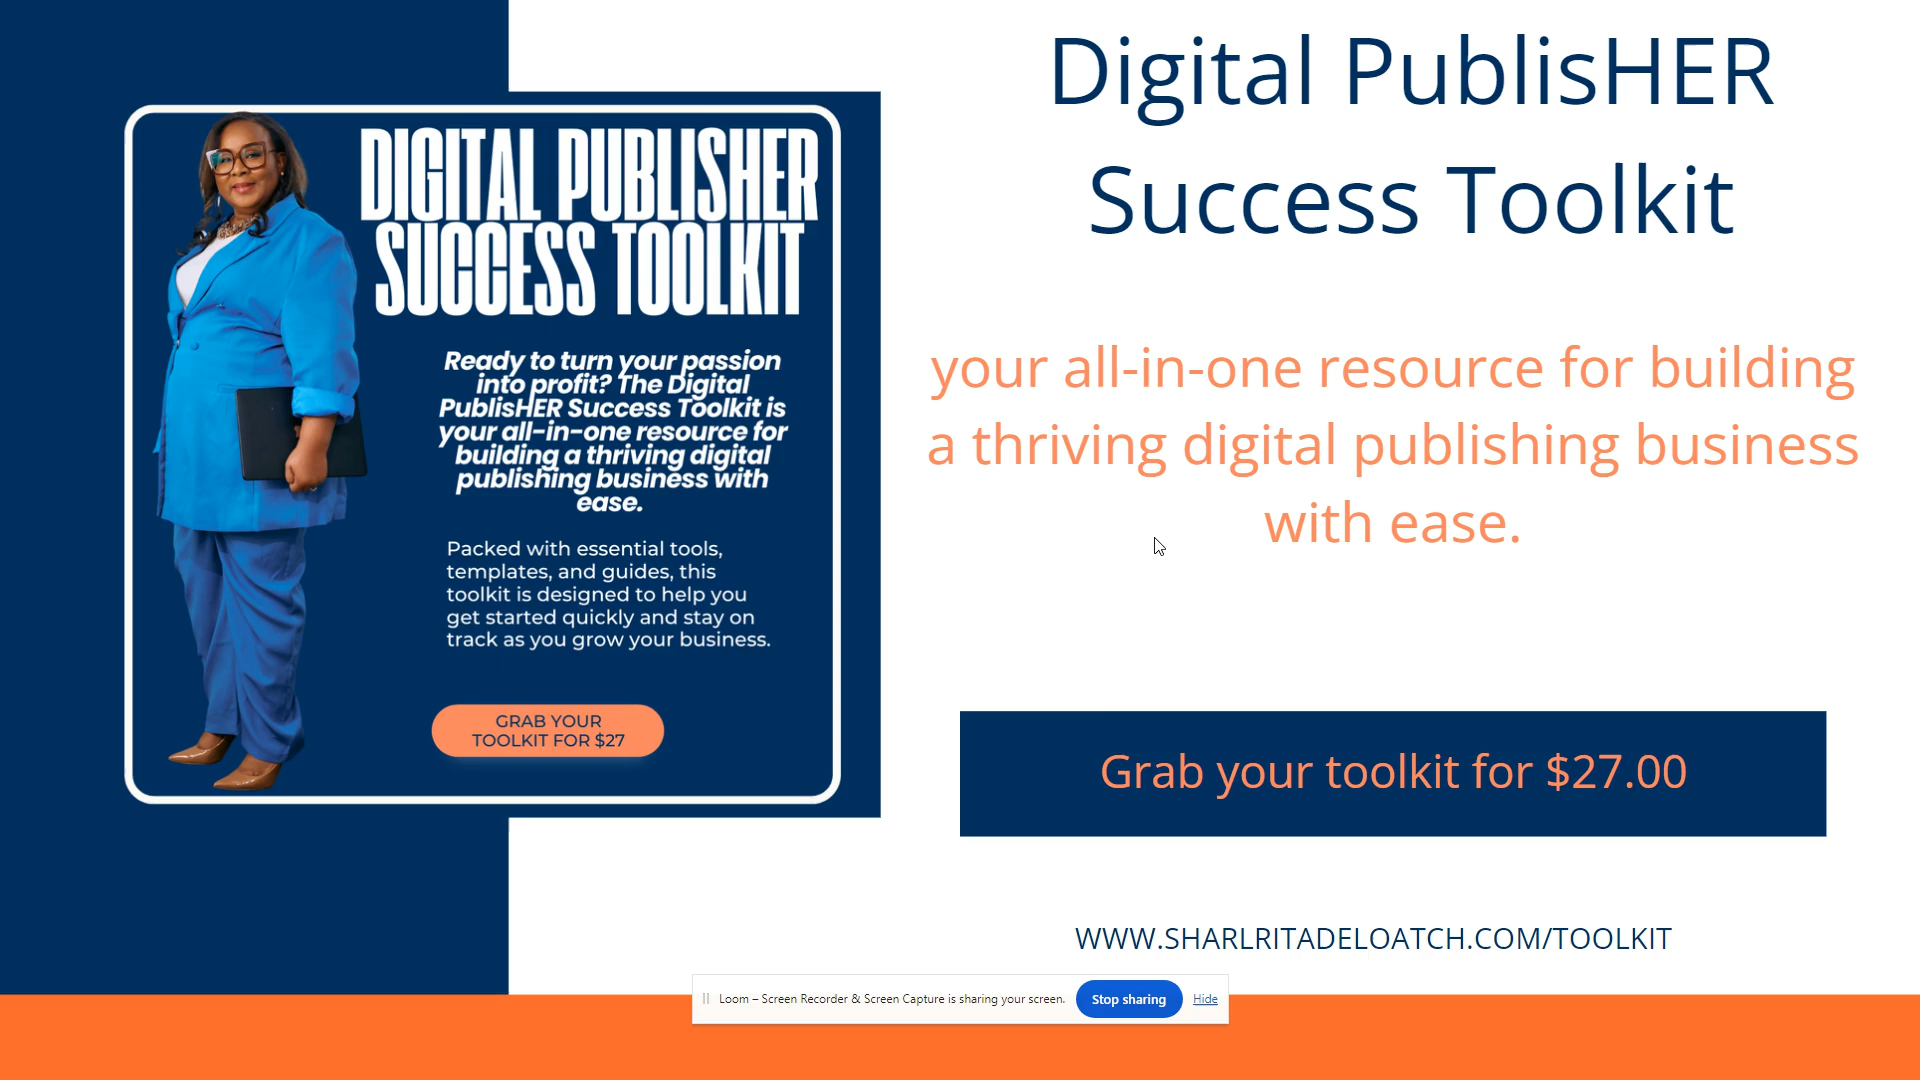 DIGITAL PUBLISHER
SUCCESS TOOLKIT
Ready to turn your passion
into profit? The Digital
PublisHER Success Toolkit is
your all-in-one resource for
building a thriving digital
publishing business with
ease.
Packed with essential tools,
templates, and guides, this
toolkit is designed to help you
get started quickly and stay on
track as you grow your business.
GRAB YOUR
TOOLKIT FOR $27
Digital PublisHER
Success Toolkit
your all-in-one resource for building
a thriving digital publishing business
with ease.
Grab your toolkit for $27.00
WWW.SHARLRITADELOATCH.COM/TOOLKIT
Loom – Screen Recorder & Screen Capture is sharing your screen.
Stop sharing
Hide